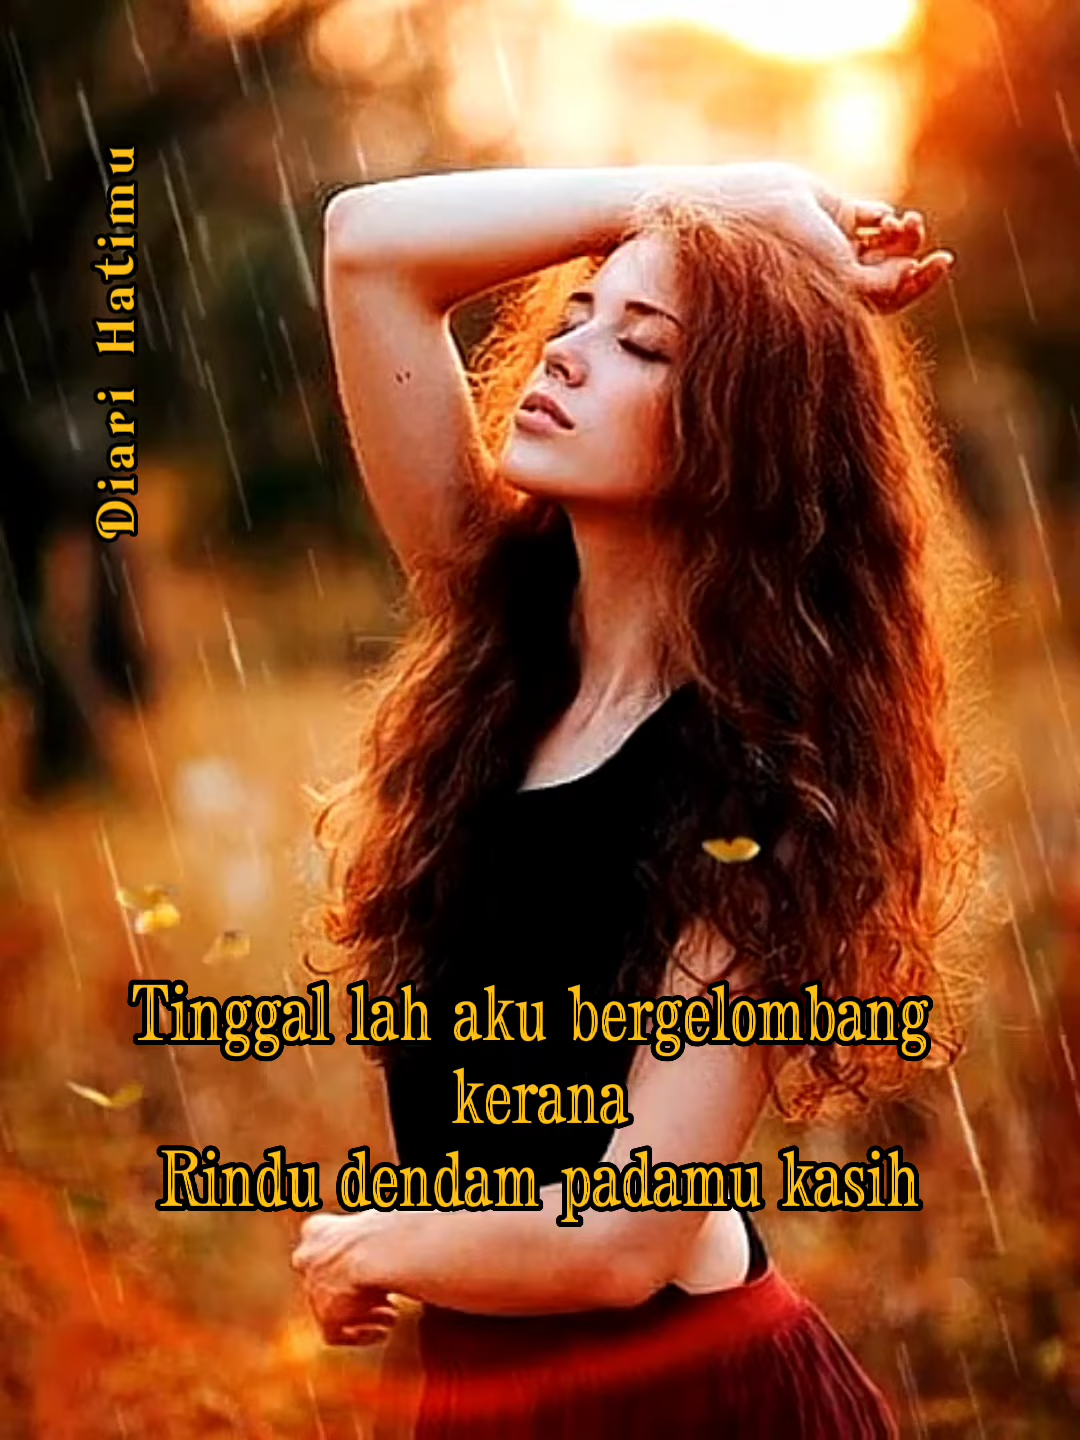 Diari Hatimu
Tinggal lah aku bergelombang
kerana
Rindu dendam padamu kasih